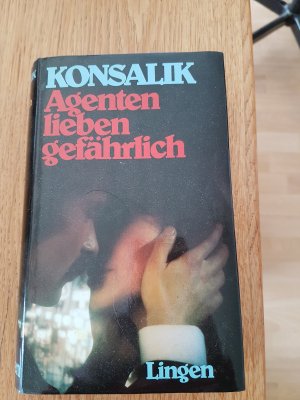 KONSALIK
Agenten
lieben
gefährlich
Lingen